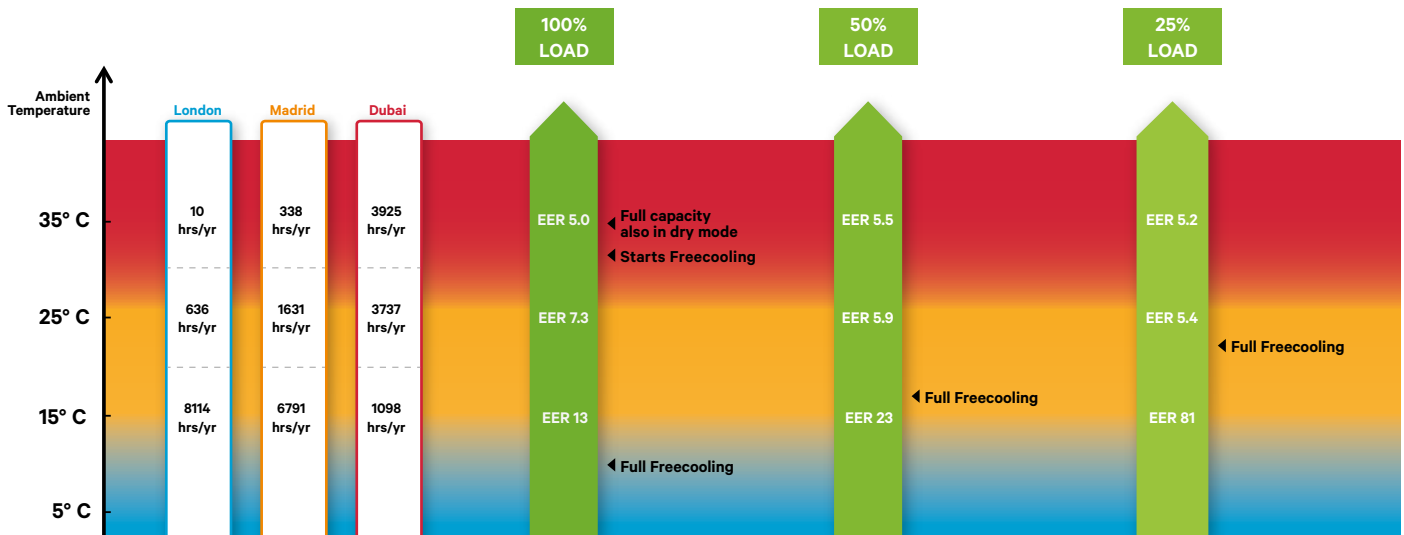 100%
LOAD
50%
LOAD
25%
LOAD
Ambient
Temperature
London
Madrid
Dubai
35° C
10
hrs/yr
338
hrs/yr
3925
hrs/yr
EER 5.0
Full capacity
also in dry mode
EER 5.5
EER 5.2
Starts Freecooling
25° C
636
hrs/yr
1631
hrs/yr
3737
hrs/yr
EER 7.3
EER 5.9
EER 5.4
Full Freecooling
Full Freecooling
15° C
8114
hrs/yr
6791
hrs/yr
1098
hrs/yr
EER 13
EER 23
EER 81
Full Freecooling
5° C